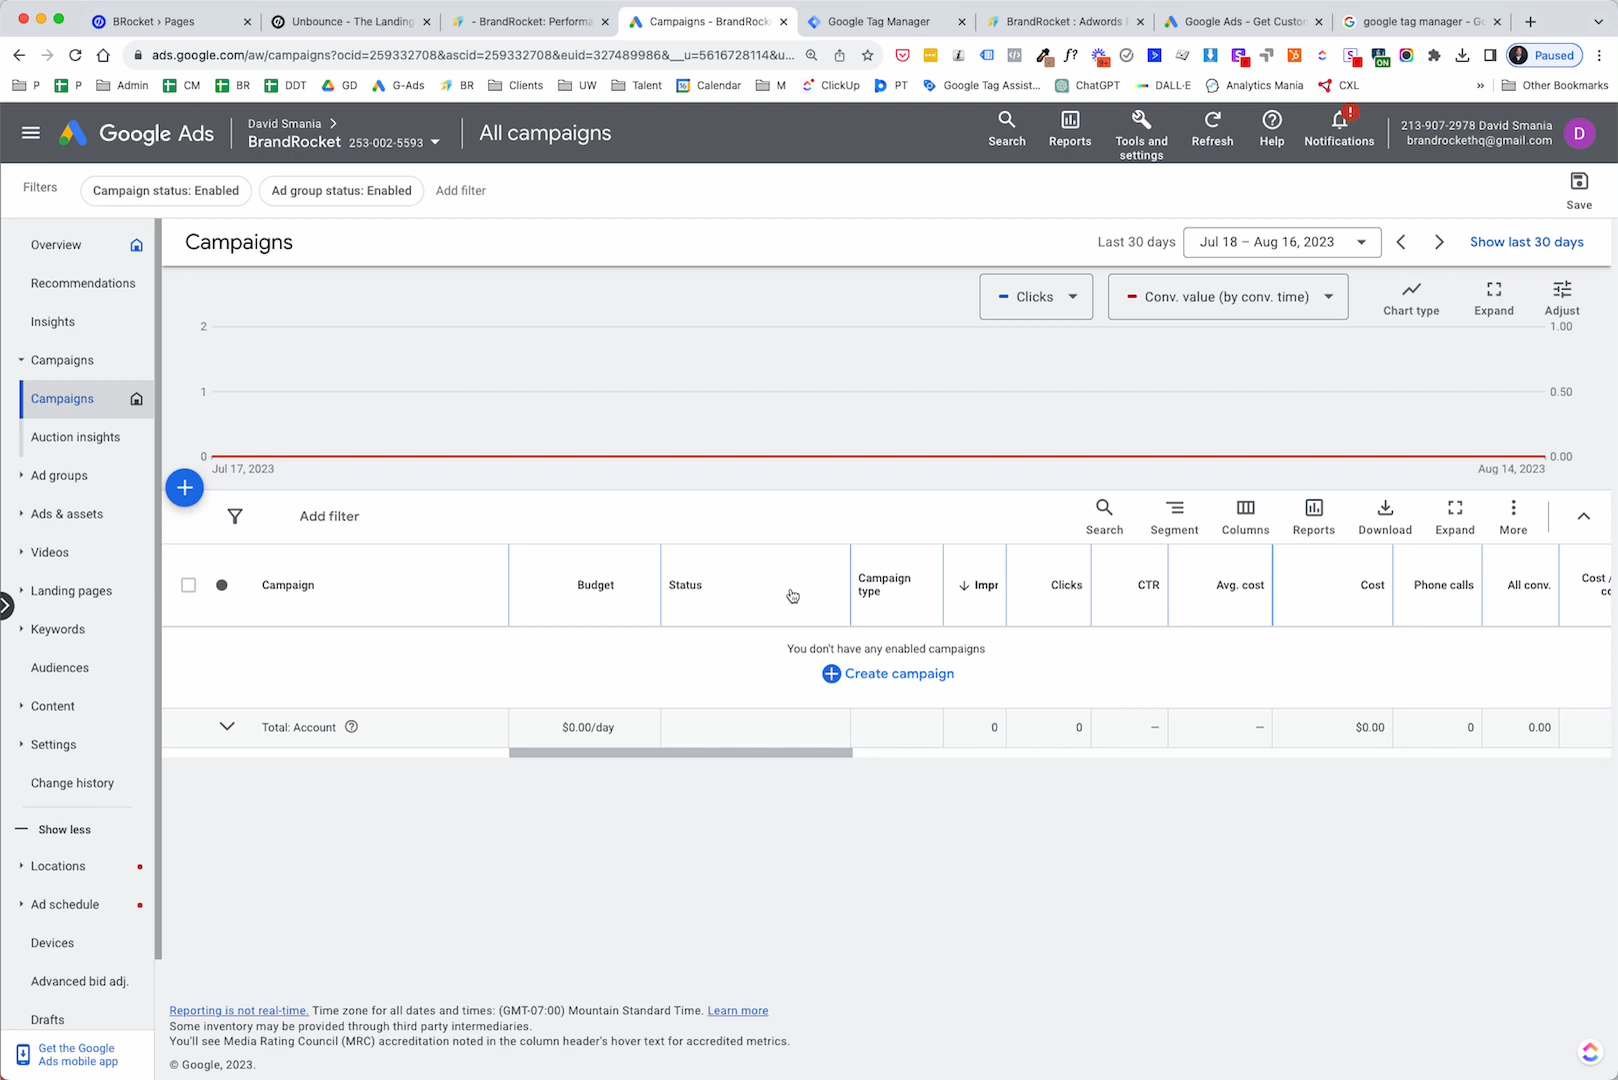 BRocket › Pages
Unbounce - The Landing
- BrandRocket: Performa
Campaigns - BrandRock
Google Tag Manager
BrandRocket : Adwords
Google Ads - Get Custom
google tag manager - Go
ads.google.com/aw/campaigns?ocid=259332708&ascid=259332708&euid=327489986&__u=5616728114&u...
f?
ON
Paused
P
P
Admin
CM
BR
DDT
GD
G-Ads
BR
Clients
UW
Talent
Calendar
M
ClickUp
PT
Google Tag Assist...
ChatGPT
DALL·E
Analytics Mania
CXL
»
Other Bookmarks
Google Ads
David Smania
BrandRocket 253-002-5593
All campaigns
Search
Reports
Tools and settings
Refresh
Help
Notifications
213-907-2978 David Smania
brandrockethq@gmail.com
D
Filters
Campaign status: Enabled
Ad group status: Enabled
Add filter
Save
Overview
Recommendations
Insights
Campaigns
Campaigns
Auction insights
Ad groups
Ads & assets
Videos
Landing pages
Keywords
Audiences
Content
Settings
Change history
Show less
Locations
Ad schedule
Devices
Advanced bid adj.
Drafts
Get the Google
Ads mobile app
Campaigns
Last 30 days
Jul 18 – Aug 16, 2023
Show last 30 days
Clicks
Conv. value (by conv. time)
Chart type
Expand
Adjust
2
1.00
1
0.50
0
0.00
Jul 17, 2023
Aug 14, 2023
Add filter
Search
Segment
Columns
Reports
Download
Expand
More
Campaign
Budget
Status
Campaign type
Impr
Clicks
CTR
Avg. cost
Cost
Phone calls
All conv.
Cost /
You don't have any enabled campaigns
Create campaign
Total: Account
$0.00/day
0
0
–
–
$0.00
0
0.00
Reporting is not real-time. Time zone for all dates and times: (GMT-07:00) Mountain Standard Time. Learn more
Some inventory may be provided through third party intermediaries.
You'll see Media Rating Council (MRC) accreditation noted in the column header's hover text for accredited metrics.
© Google, 2023.